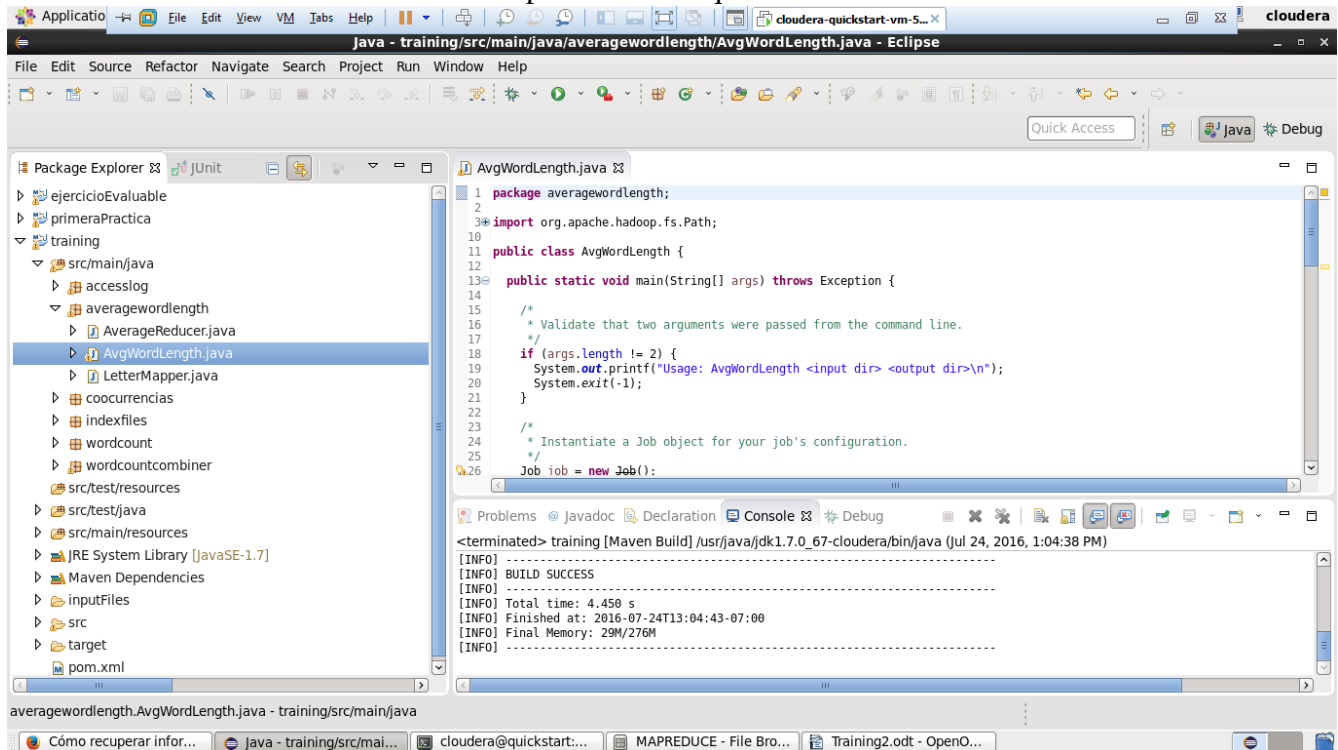 Applicatio File Edit View VM Tabs Help cloudera-quickstart-vm-5... cloudera
Java - training/src/main/java/averagewordlength/AvgWordLength.java - Eclipse
File Edit Source Refactor Navigate Search Project Run Window Help
Quick Access Java Debug
Package Explorer JUnit
ejercicioEvaluable
primeraPractica
training
src/main/java
accesslog
averagewordlength
AverageReducer.java
AvgWordLength.java
LetterMapper.java
coocurrencias
indexfiles
wordcount
wordcountcombiner
src/test/resources
src/test/java
src/main/resources
JRE System Library [JavaSE-1.7]
Maven Dependencies
inputFiles
src
target
pom.xml
AvgWordLength.java
1 package averagewordlength;
2
3 import org.apache.hadoop.fs.Path;
10
11 public class AvgWordLength {
12
13 public static void main(String[] args) throws Exception {
14
15 /*
16 * Validate that two arguments were passed from the command line.
17 */
18 if (args.length != 2) {
19 System.out.printf("Usage: AvgWordLength <input dir> <output dir>\n");
20 System.exit(-1);
21 }
22
23 /*
24 * Instantiate a Job object for your job's configuration.
25 */
26 Job job = new Job();
Problems Javadoc Declaration Console Debug
<terminated> training [Maven Build] /usr/java/jdk1.7.0_67-cloudera/bin/java (Jul 24, 2016, 1:04:38 PM)
[INFO] ------------------------------------------------------------------------
[INFO] BUILD SUCCESS
[INFO] ------------------------------------------------------------------------
[INFO] Total time: 4.450 s
[INFO] Finished at: 2016-07-24T13:04:43-07:00
[INFO] Final Memory: 29M/276M
[INFO] ------------------------------------------------------------------------
averagewordlength.AvgWordLength.java - training/src/main/java
Cómo recuperar infor... Java - training/src/mai... cloudera@quickstart:... MAPREDUCE - File Bro... Training2.odt - OpenO...